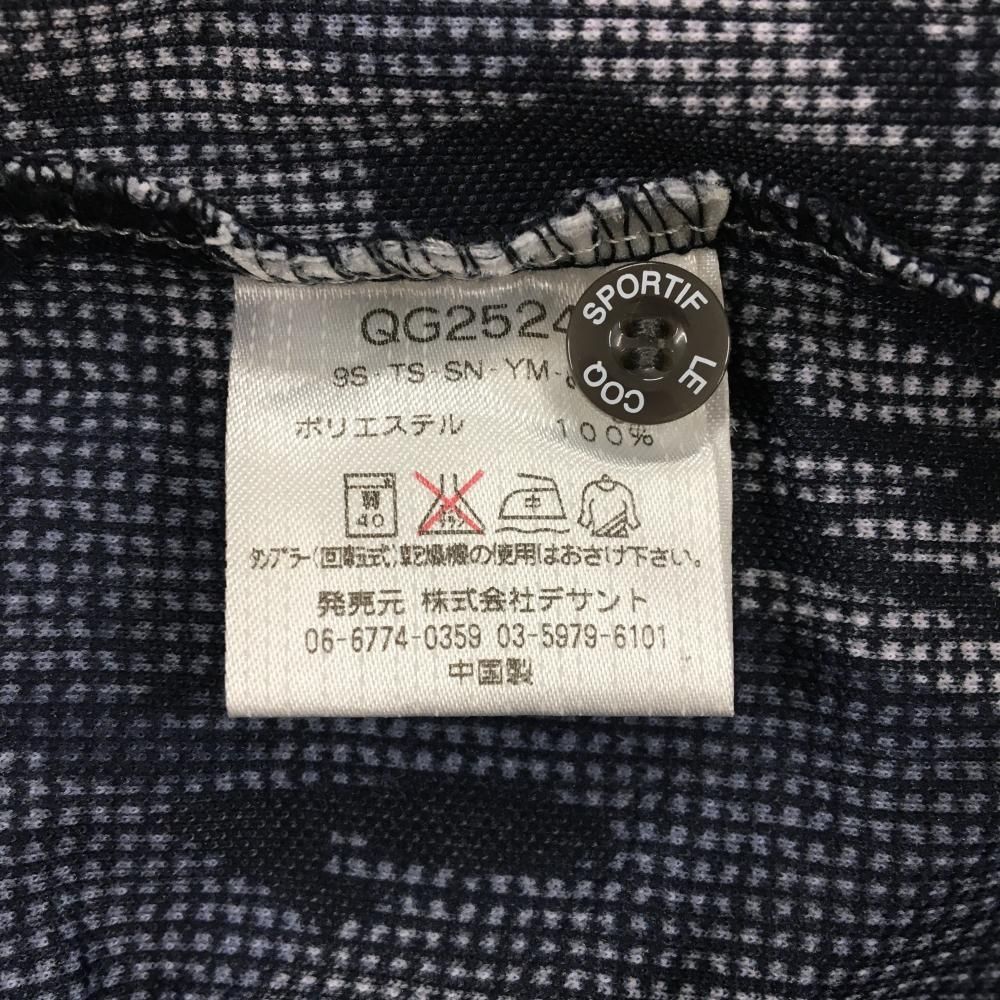 QG2524
9S-TS-SN-YM-
ポリエステル 100%
弱
40
中
タンブラー(回転式)乾燥機の使用はおさけ下さい。
発売元 株式会社デサント
06-6774-0359 03-5979-6101
中国製
LE COQ SPORTIF